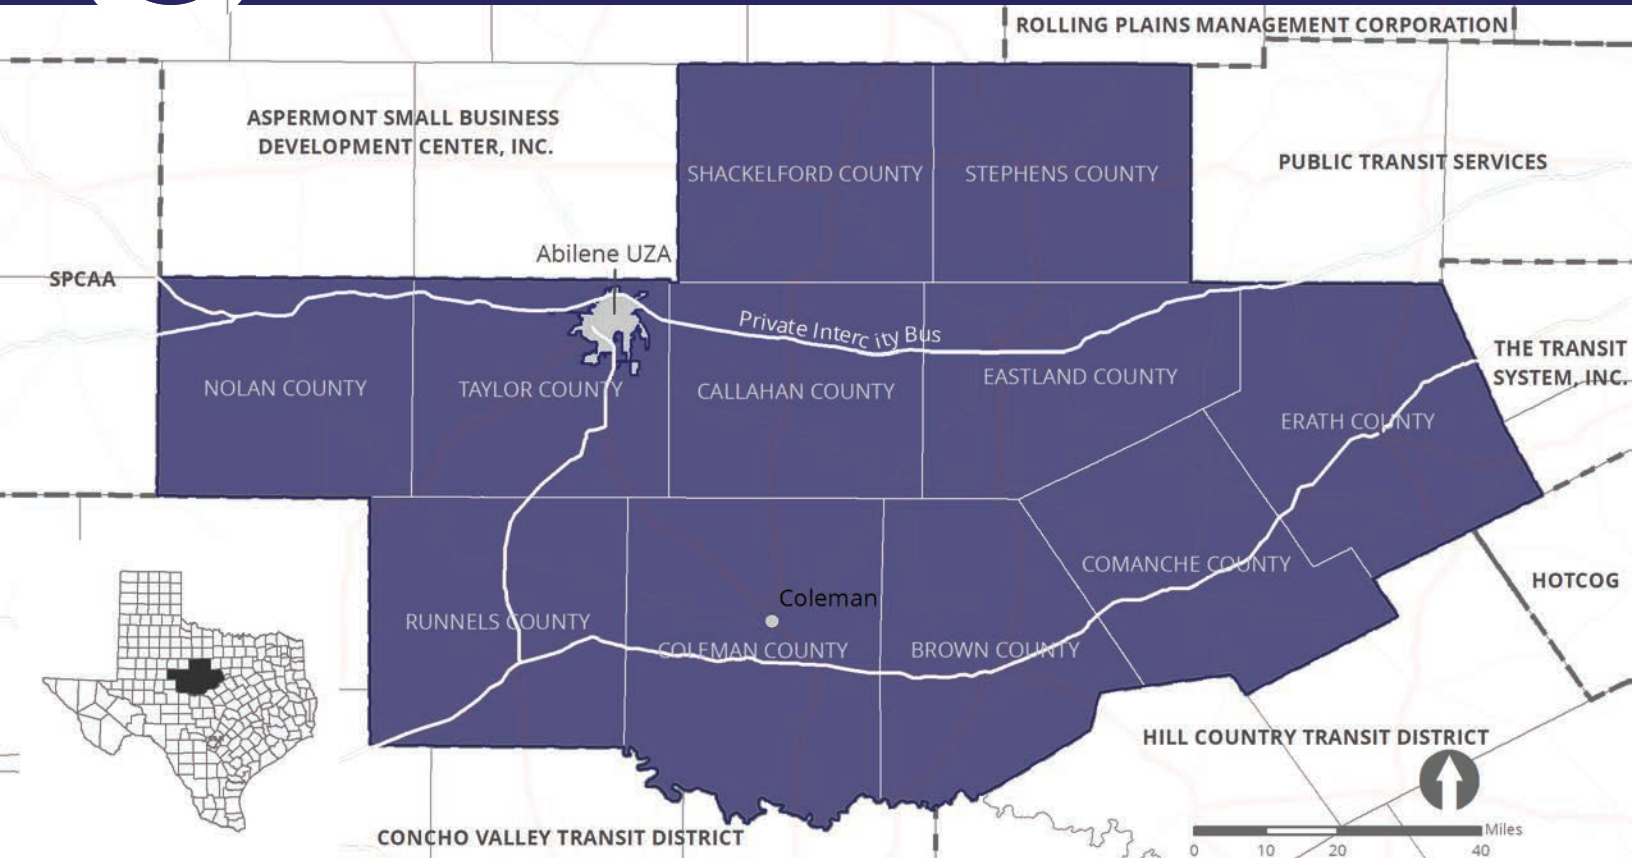 ROLLING PLAINS MANAGEMENT CORPORATION
ASPERMONT SMALL BUSINESS
DEVELOPMENT CENTER, INC.
PUBLIC TRANSIT SERVICES
SHACKELFORD COUNTY
STEPHENS COUNTY
Abilene UZA
SPCAA
Private Interc ity Bus
THE TRANSIT
SYSTEM, INC.
NOLAN COUNTY
TAYLOR COUNTY
CALLAHAN COUNTY
EASTLAND COUNTY
ERATH COUNTY
COMANCHE COUNTY
HOTCOG
Coleman
RUNNELS COUNTY
COLEMAN COUNTY
BROWN COUNTY
HILL COUNTRY TRANSIT DISTRICT
CONCHO VALLEY TRANSIT DISTRICT
Miles
0 10 20 40